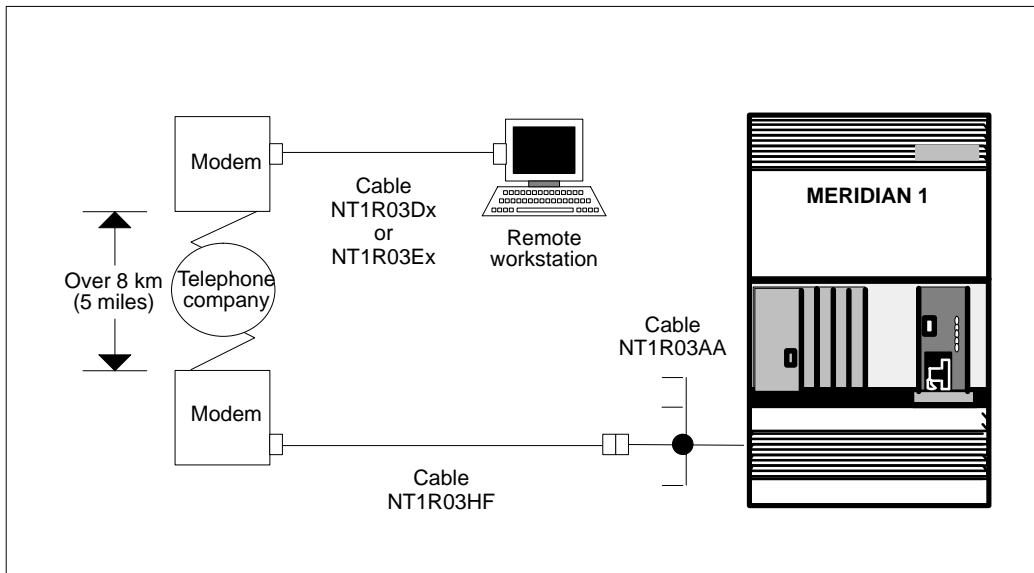 Modem
Cable
NT1R03Dx
or
NT1R03Ex
Remote
workstation
MERIDIAN 1
Over 8 km
(5 miles)
Telephone
company
Cable
NT1R03AA
Modem
Cable
NT1R03HF